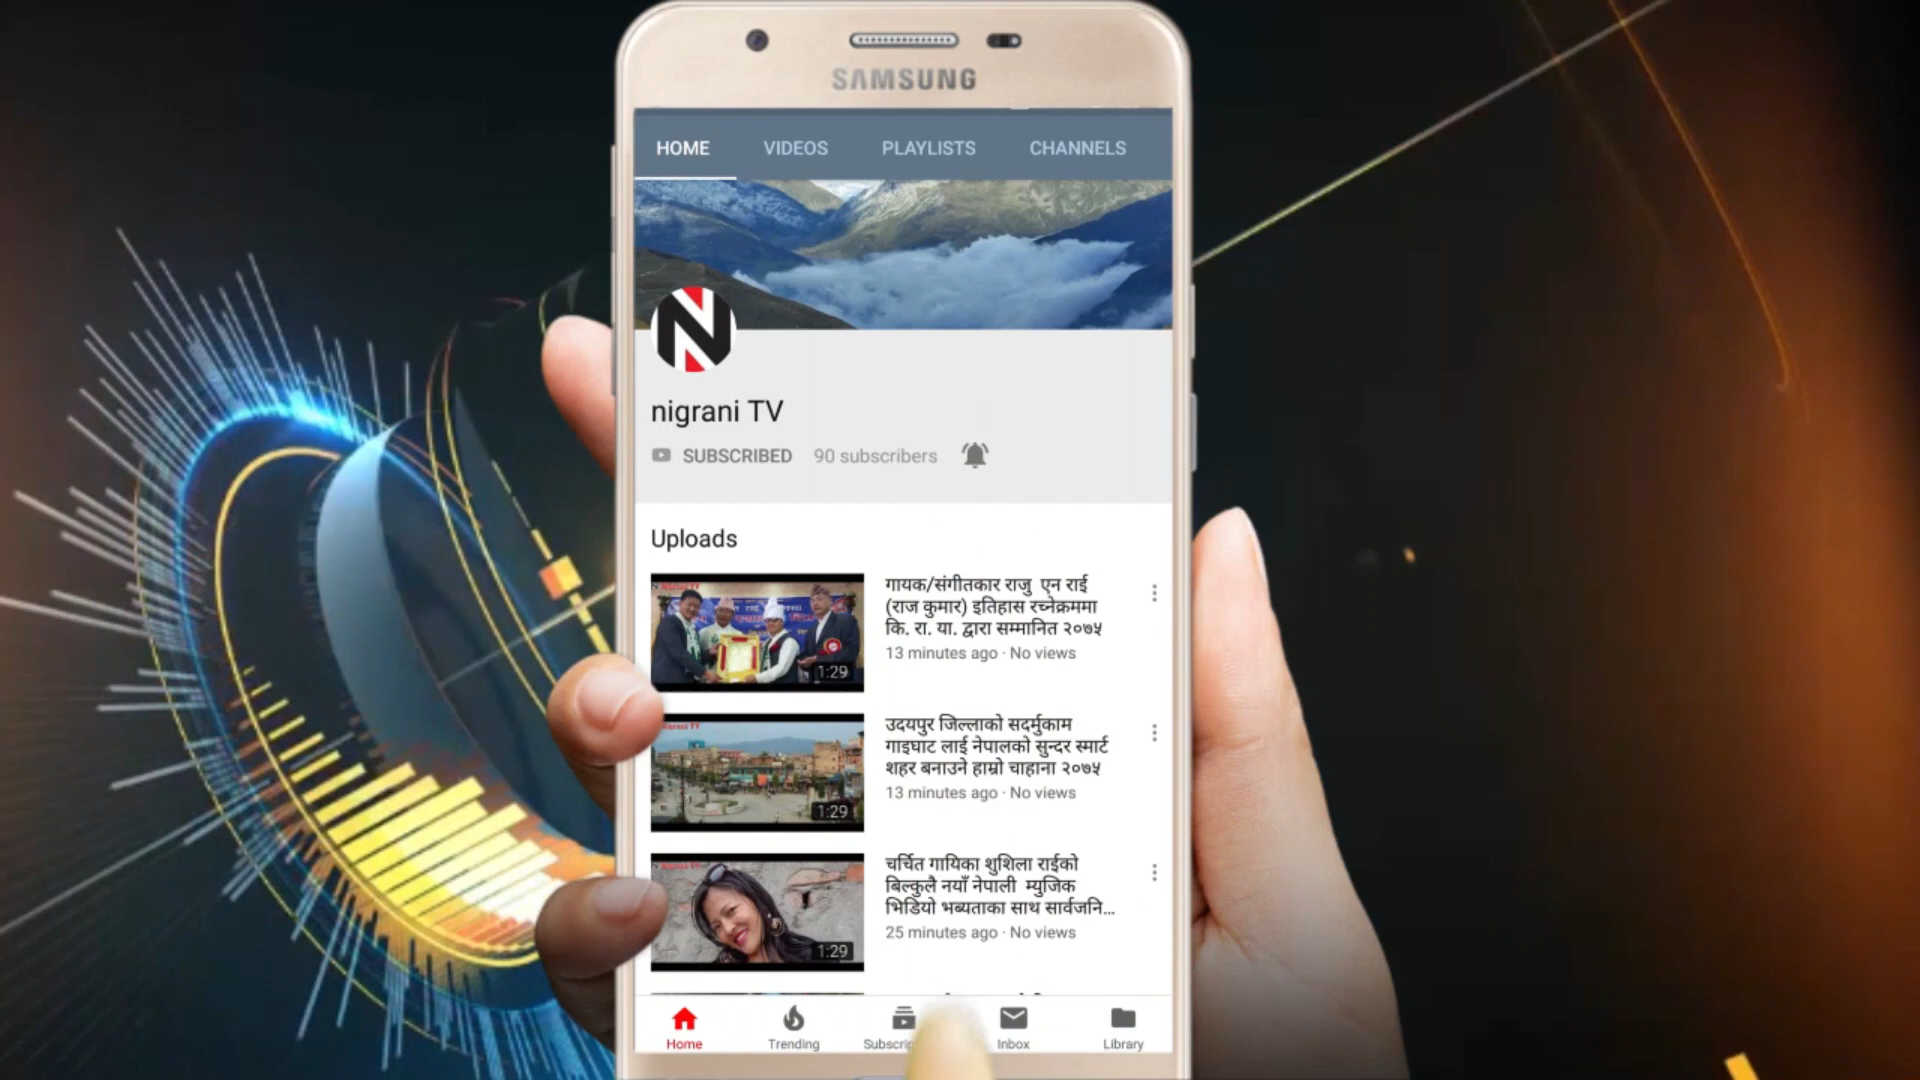 SAMSUNG
HOME VIDEOS PLAYLISTS CHANNELS
nigrani TV
SUBSCRIBED 90 subscribers
Uploads
गायक/संगीतकार राजु एन राई
(राज कुमार) इतिहास रच्नेक्रममा
कि. रा. या. द्वारा सम्मानित २०७५
13 minutes ago · No views
1:29
उदयपुर जिल्लाको सदर्मुकाम
गाइघाट लाई नेपालको सुन्दर स्मार्ट
शहर बनाउने हाम्रो चाहाना २०७५
13 minutes ago · No views
1:29
चर्चित गायिका शुशिला राईको
बिल्कुलै नयाँ नेपाली म्युजिक
भिडियो भब्यताका साथ सार्वजनि...
25 minutes ago · No views
1:29
Home Trending Subscrip Inbox Library